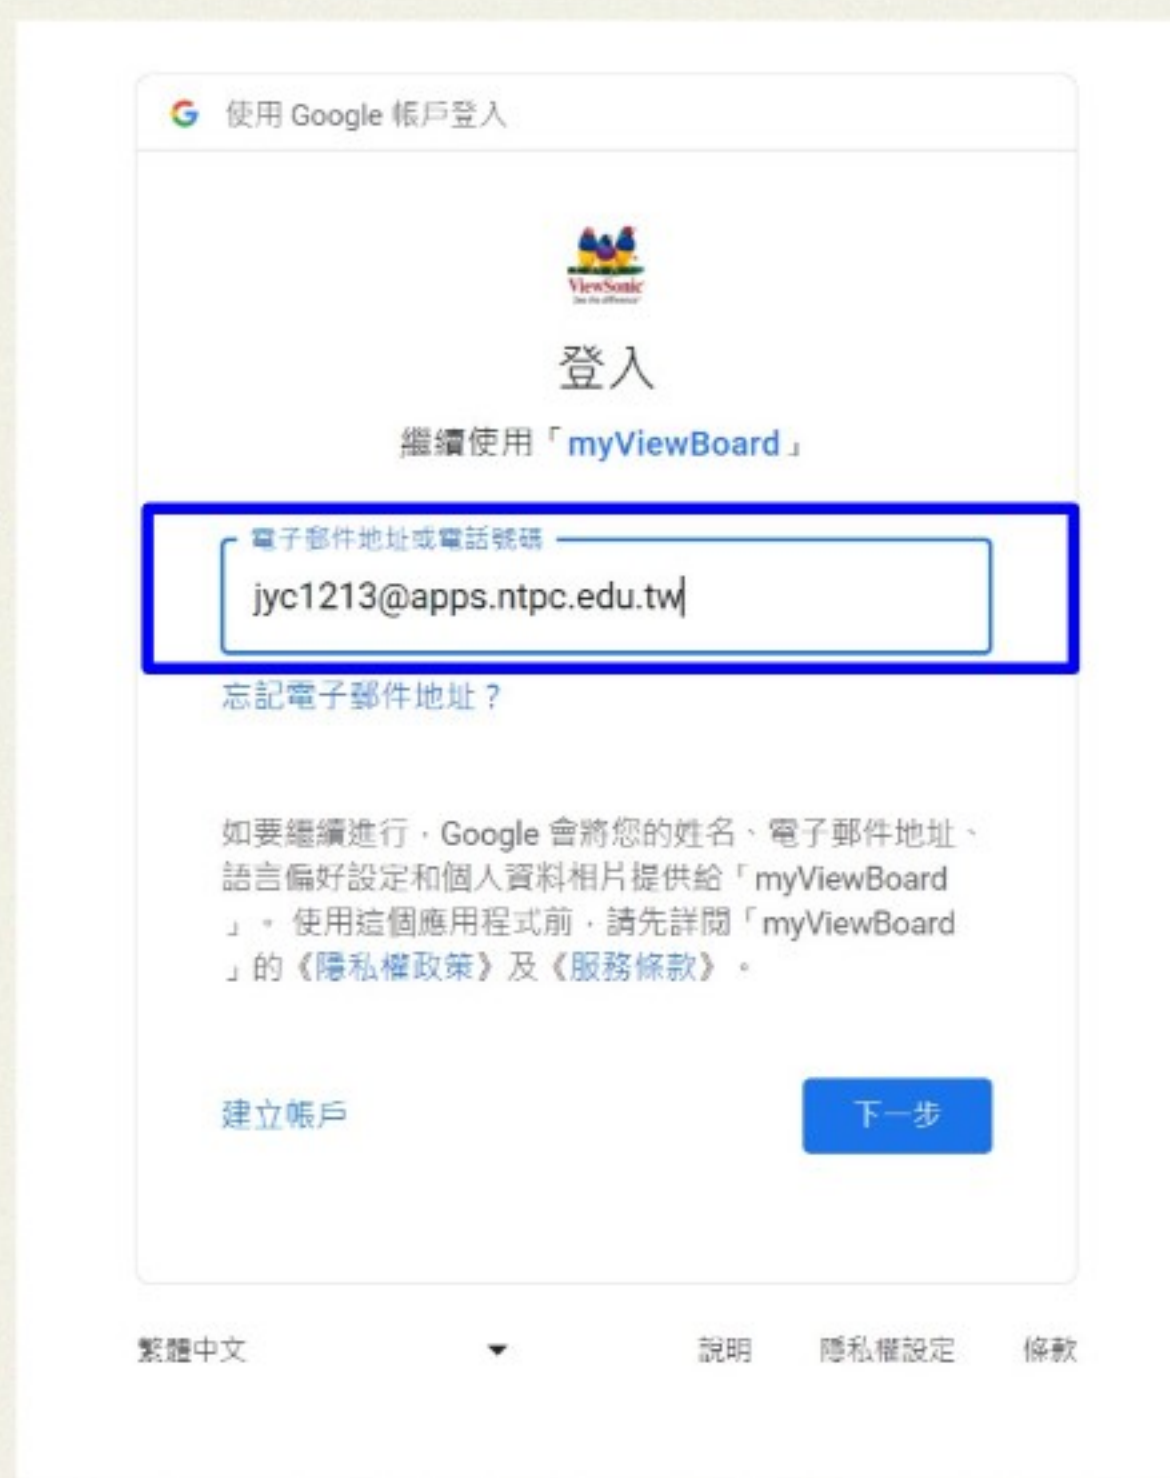 使用 Google 帳戶登入
ViewSonic
登入
繼續使用「myViewBoard」
電子郵件地址或電話號碼
jyc1213@apps.ntpc.edu.tw
忘記電子郵件地址？
如要繼續進行，Google 會將您的姓名、電子郵件地址、
語言偏好設定和個人資料相片提供給「myViewBoard
」。 使用這個應用程式前，請先詳閱「myViewBoard
」的《隱私權政策》及《服務條款》。
建立帳戶
下一步
繁體中文
說明
隱私權設定
條款